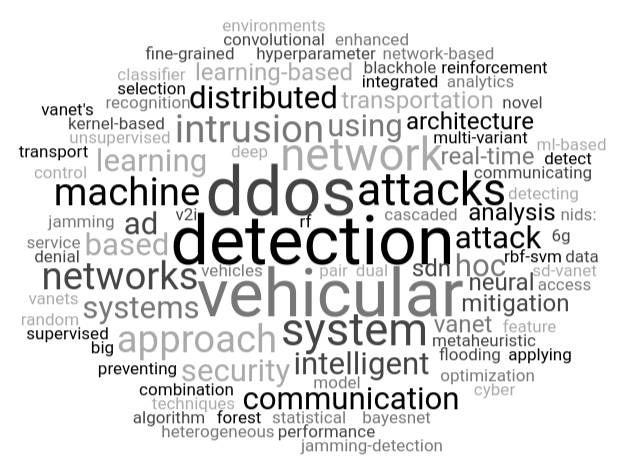 environments
convolutional enhanced
fine-grained hyperparameter network-based
classifier learning-based blackhole reinforcement
selection integrated analytics
vanet's recognition distributed transportation novel
kernel-based intrusion using architecture
unsupervised multi-variant ml-based
transport learning deep network real-time detect
control communicating
machine ddos attacks detecting
jamming ad v2i rf cascaded analysis nids:
service based detection attack 6g
denial rbf-svm data
networks vehicles pair dual sdn hoc sd-vanet
vanets systems vehicular neural access
random mitigation
supervised approach system vanet feature
big metaheuristic
preventing security intelligent flooding applying
model optimization
combination communication cyber
techniques
algorithm forest statistical bayesnet
heterogeneous performance
jamming-detection